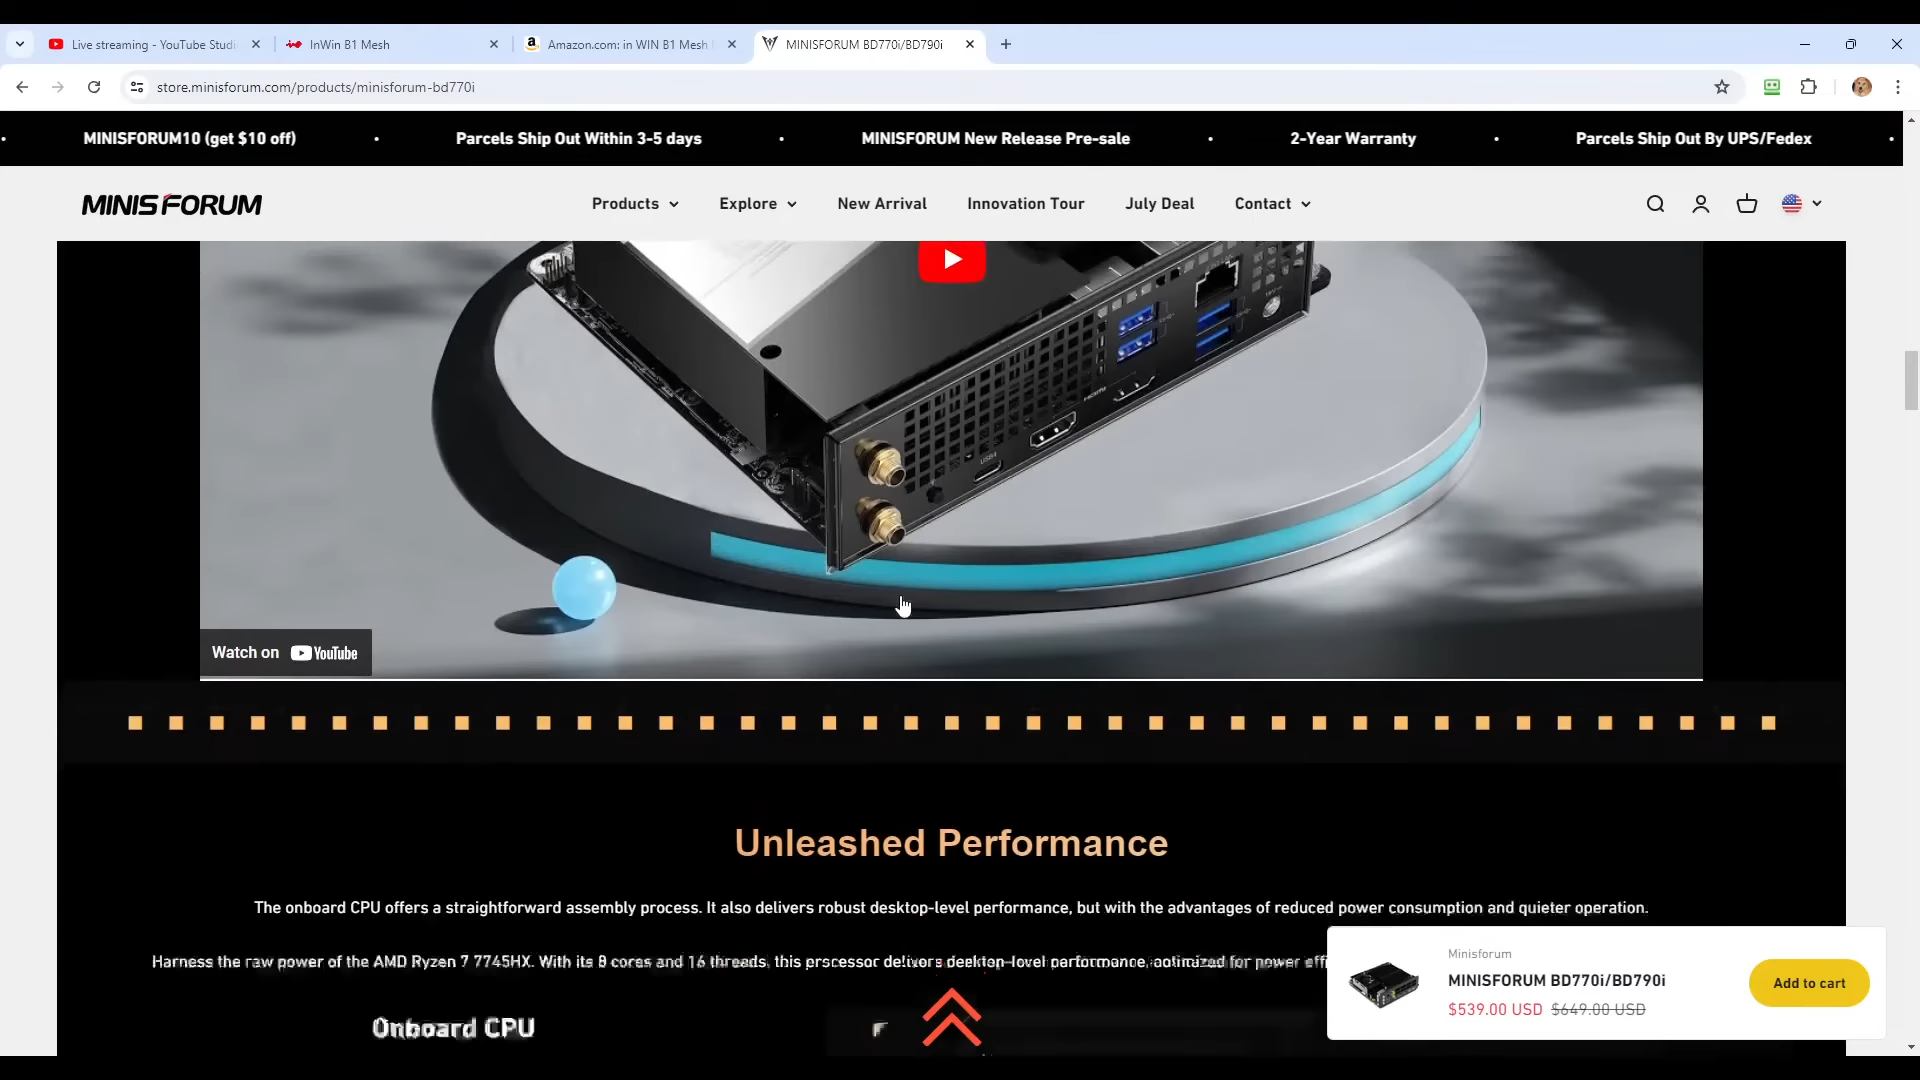 Live streaming - YouTube Studi
InWin B1 Mesh
Amazon.com: in WIN B1 Mesh
MINISFORUM BD770i/BD790i
store.minisforum.com/products/minisforum-bd770i
MINISFORUM10 (get $10 off) • Parcels Ship Out Within 3-5 days • MINISFORUM New Release Pre-sale • 2-Year Warranty • Parcels Ship Out By UPS/Fedex •
MINISFORUM
Products
Explore
New Arrival
Innovation Tour
July Deal
Contact
HDMI
USB4
Watch on YouTube
Unleashed Performance
The onboard CPU offers a straightforward assembly process. It also delivers robust desktop-level performance, but with the advantages of reduced power consumption and quieter operation.
Harness the raw power of the AMD Ryzen 7 7745HX. With its 8 cores and 16 threads, this processor delivers desktop-level performance, optimized for power effi
Onboard CPU
Minisforum
MINISFORUM BD770i/BD790i
$539.00 USD $649.00 USD
Add to cart